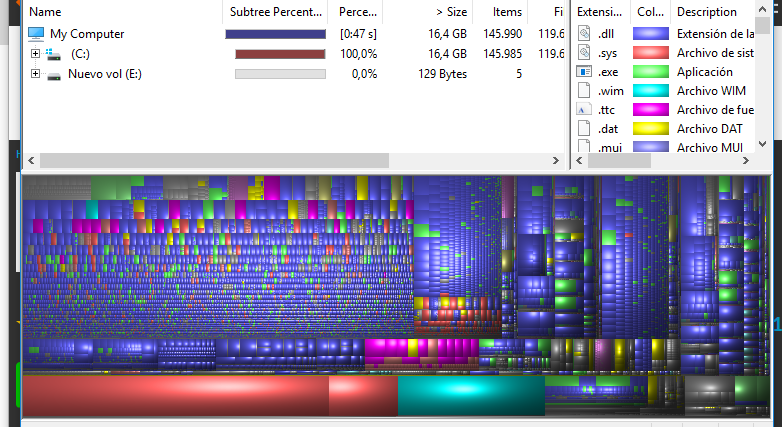 Name Subtree Percent... Perce... > Size Items Fi
My Computer [0:47 s] 16,4 GB 145.990 119.6
(C:) 100,0% 16,4 GB 145.985 119.6
Nuevo vol (E:) 0,0% 129 Bytes 5
Extensi... Col... Description
.dll Extensión de la
.sys Archivo de sist
.exe Aplicación
.wim Archivo WIM
.ttc Archivo de fue
.dat Archivo DAT
.mui Archivo MUI